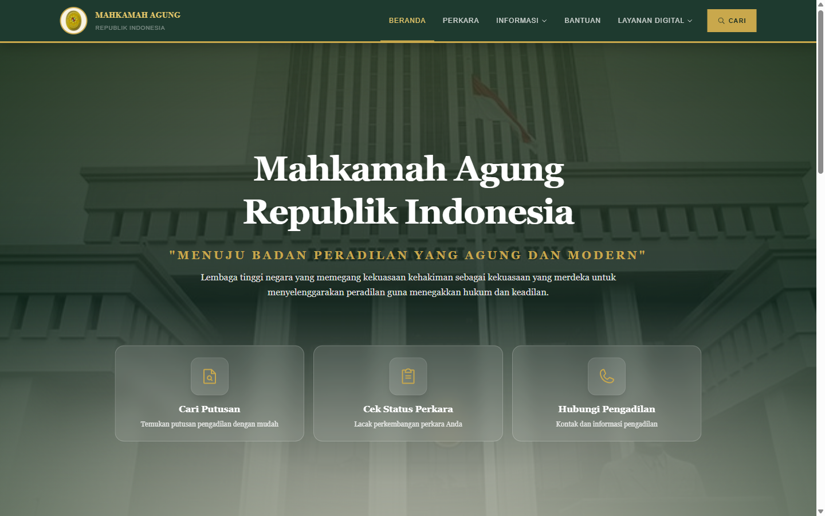 MAHKAMAH AGUNG
REPUBLIK INDONESIA
BERANDA
PERKARA
INFORMASI
BANTUAN
LAYANAN DIGITAL
CARI
Mahkamah Agung
Republik Indonesia
"MENUJU BADAN PERADILAN YANG AGUNG DAN MODERN"
Lembaga tinggi negara yang memegang kekuasaan kehakiman sebagai kekuasaan yang merdeka untuk
menyelenggarakan peradilan guna menegakkan hukum dan keadilan.
Cari Putusan
Temukan putusan pengadilan dengan mudah
Cek Status Perkara
Lacak perkembangan perkara Anda
Hubungi Pengadilan
Kontak dan informasi pengadilan